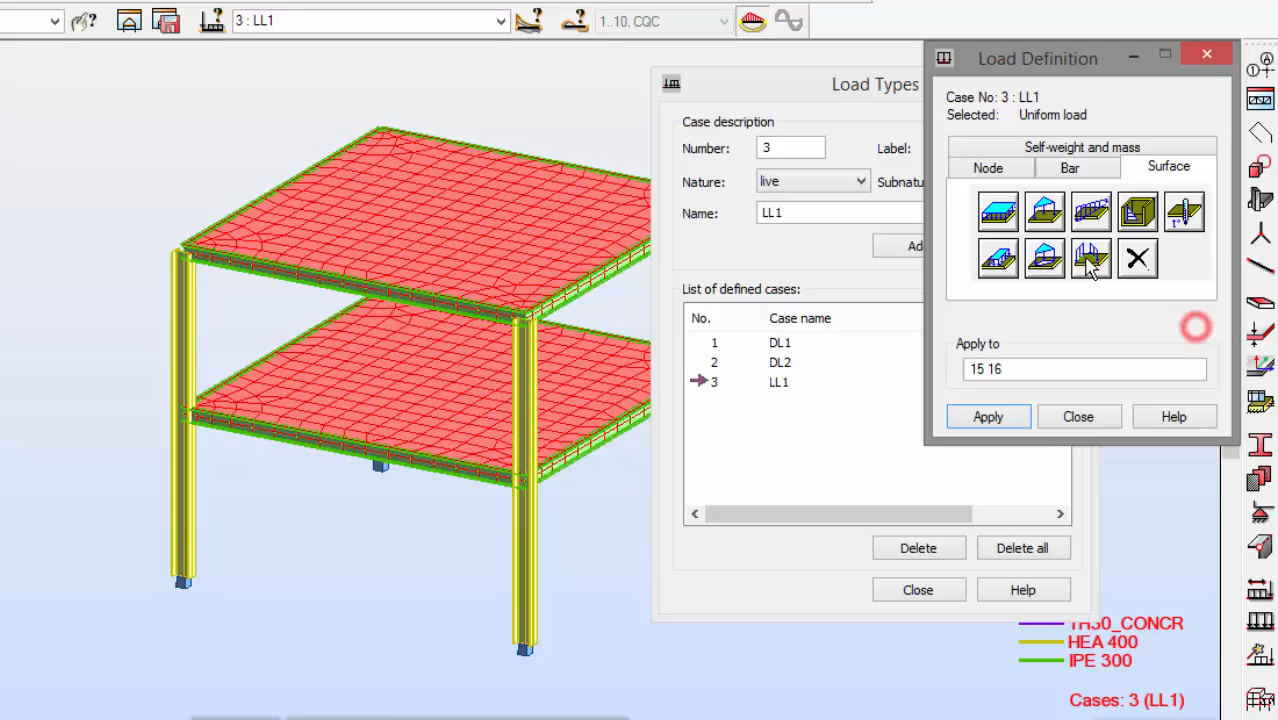 3 : LL1
1..10, CQC
Load Types
Case description
Number:
3
Label:
Nature:
live
Subnatu
Name:
LL1
Ad
List of defined cases:
No.
Case name
1
DL1
2
DL2
3
LL1
Delete
Delete all
Close
Help
Load Definition
Case No: 3 : LL1
Selected:
Uniform load
Self-weight and mass
Node
Bar
Surface
Apply to
15 16
Apply
Close
Help
TH30_CONCR
HEA 400
IPE 300
Cases: 3 (LL1)